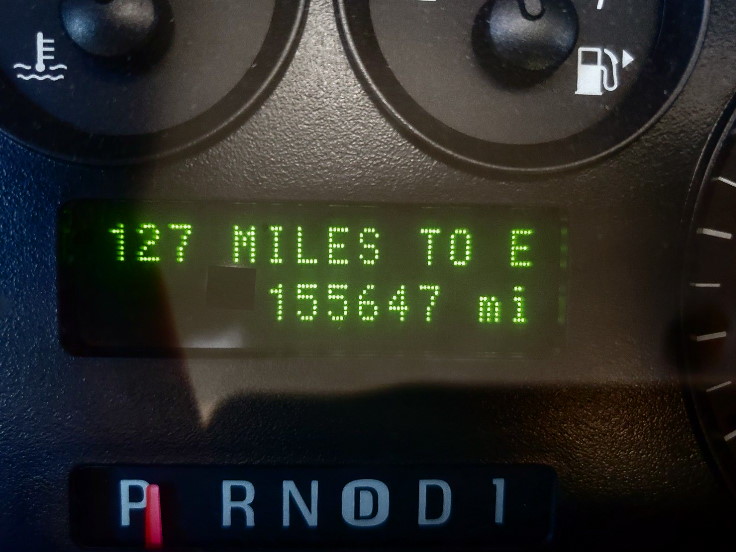 127 MILES TO E
155647 mi
P R N D D 1